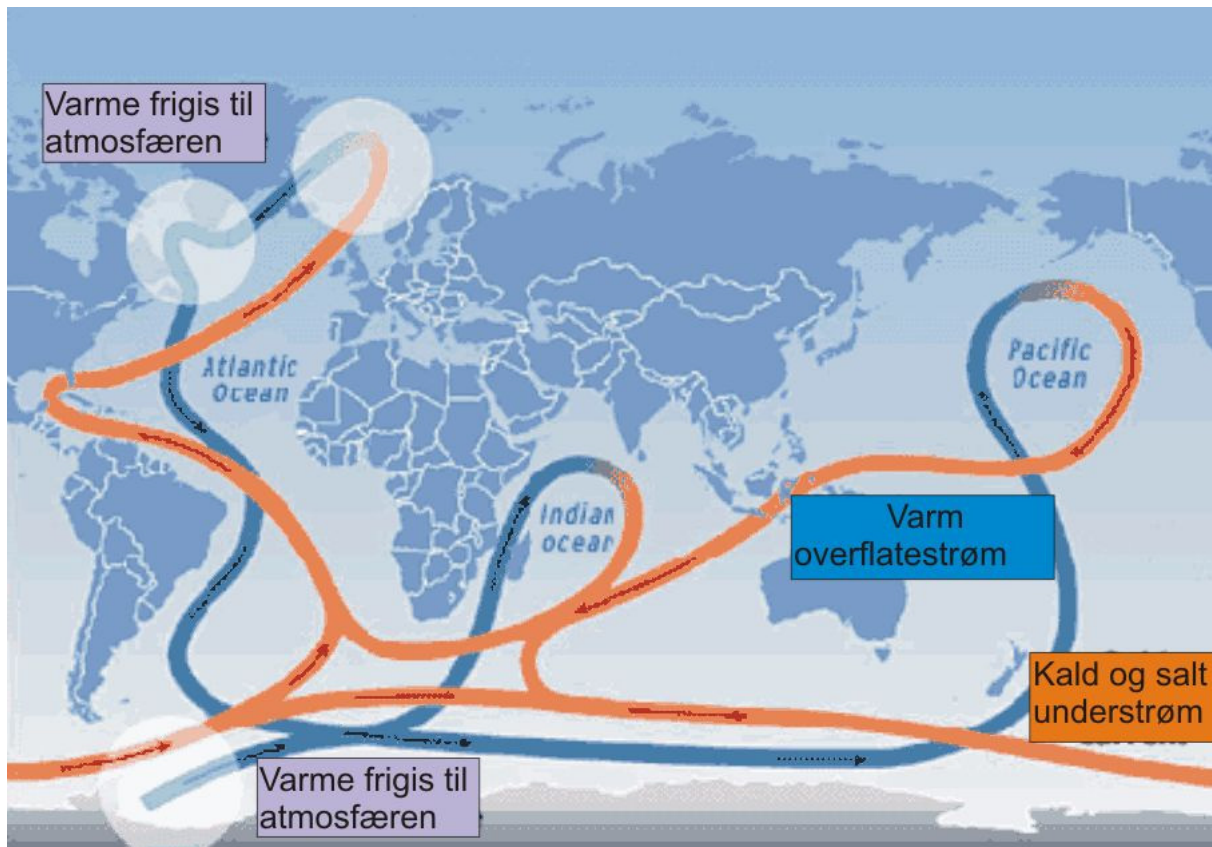 Varme frigis til
atmosfæren
Atlantic
Ocean
Pacific
Ocean
Indian
ocean
Varm
overflatestrøm
Kald og salt
understrøm
Varme frigis til
atmosfæren